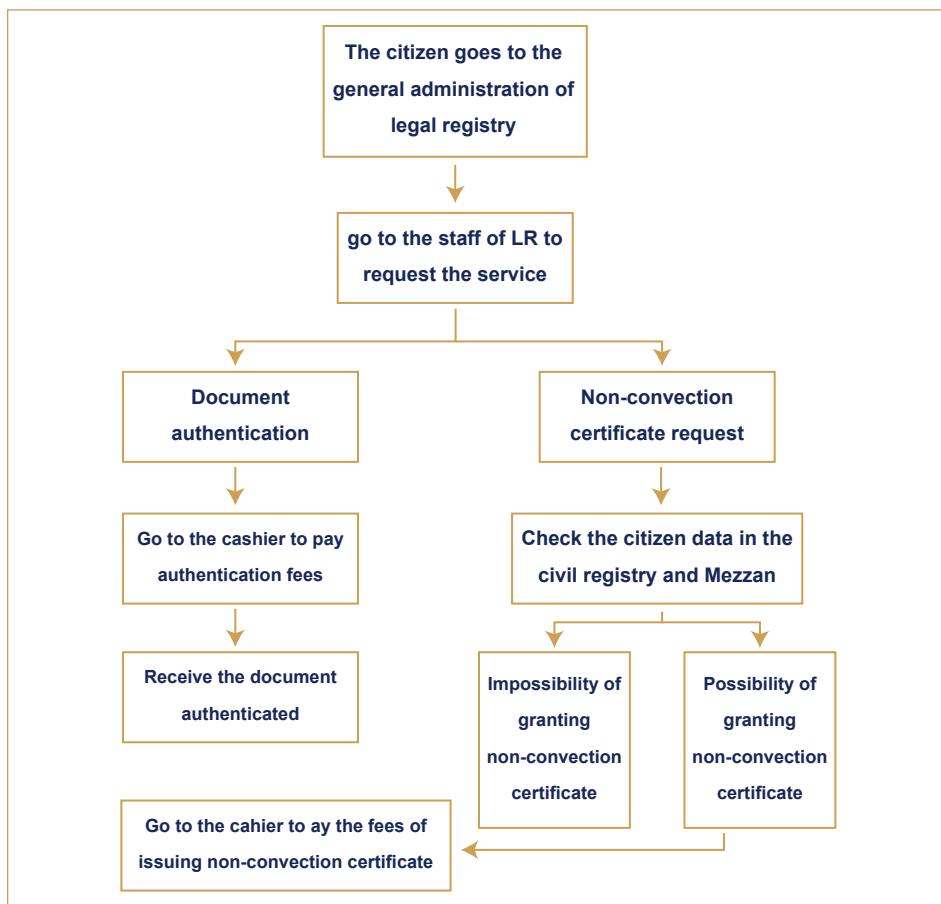 The citizen goes to the
general administration of
legal registry
go to the staff of LR to
request the service
Document
authentication
Non-convection
certificate request
Go to the cashier to pay
authentication fees
Check the citizen data in the
civil registry and Mezzan
Receive the document
authenticated
Impossibility of
granting
non-convection
certificate
Possibility of
granting
non-convection
certificate
Go to the cahier to ay the fees of
issuing non-convection certificate